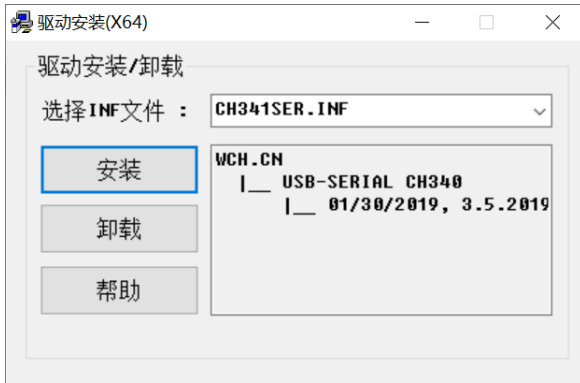 驱动安装(X64)
驱动安装/卸载
选择INF文件 : CH341SER.INF
安装
WCH.CN
|__ USB-SERIAL CH340
|__ 01/30/2019, 3.5.2019
卸载
帮助